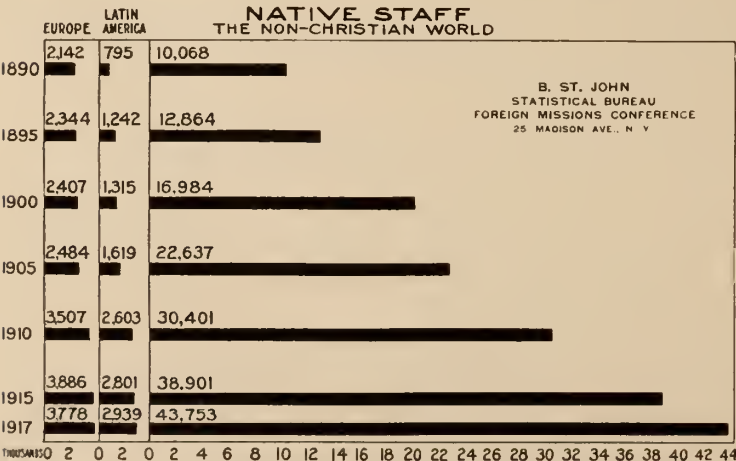 NATIVE STAFF
EUROPE LATIN AMERICA THE NON-CHRISTIAN WORLD
1890 2,142 795 10,068
B. ST. JOHN
STATISTICAL BUREAU
FOREIGN MISSIONS CONFERENCE
25 MADISON AVE., N Y
1895 2,344 1,242 12,864
1900 2,407 1,315 16,984
1905 2,484 1,619 22,637
1910 3,507 2,603 30,401
1915 3,886 2,801 38,901
1917 3,778 2,939 43,753
THOUSANDS 0 2 0 2 0 2 4 6 8 10 12 14 16 18 20 22 24 26 28 30 32 34 36 38 40 42 44